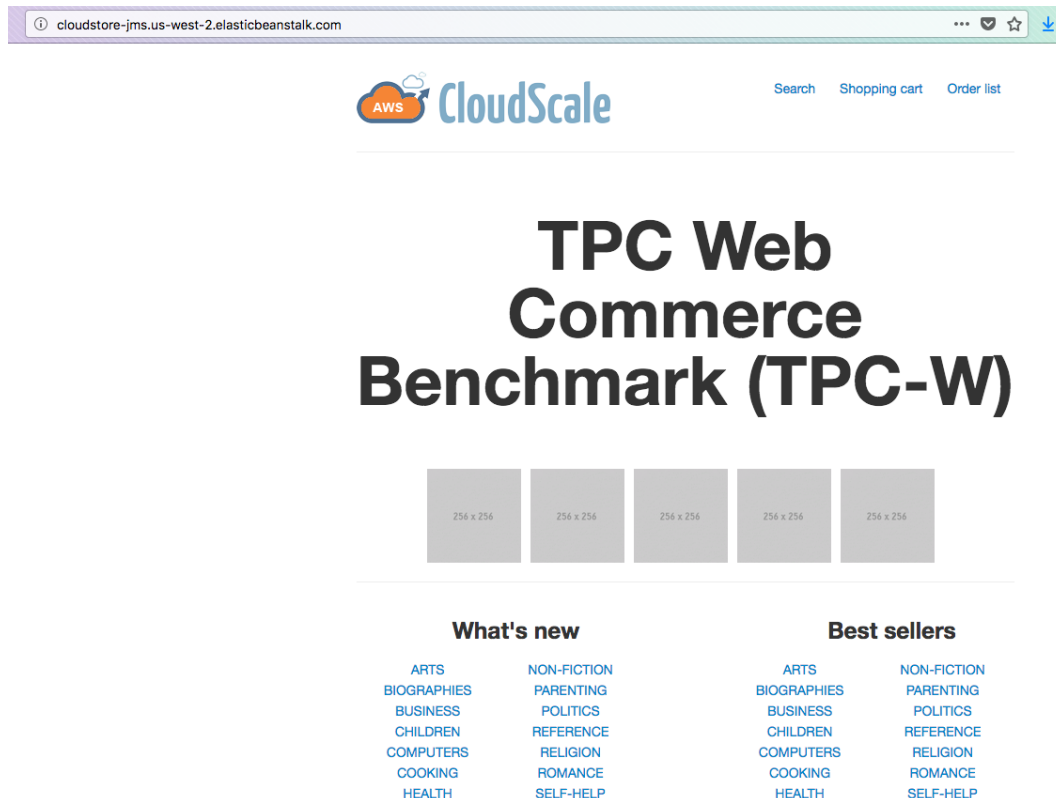 cloudstore-jms.us-west-2.elasticbeanstalk.com
AWS CloudScale
Search Shopping cart Order list
TPC Web
Commerce
Benchmark (TPC-W)
256 x 256 256 x 256 256 x 256 256 x 256 256 x 256
What's new Best sellers
ARTS NON-FICTION ARTS NON-FICTION
BIOGRAPHIES PARENTING BIOGRAPHIES PARENTING
BUSINESS POLITICS BUSINESS POLITICS
CHILDREN REFERENCE CHILDREN REFERENCE
COMPUTERS RELIGION COMPUTERS RELIGION
COOKING ROMANCE COOKING ROMANCE
HEALTH SELF-HELP HEALTH SELF-HELP